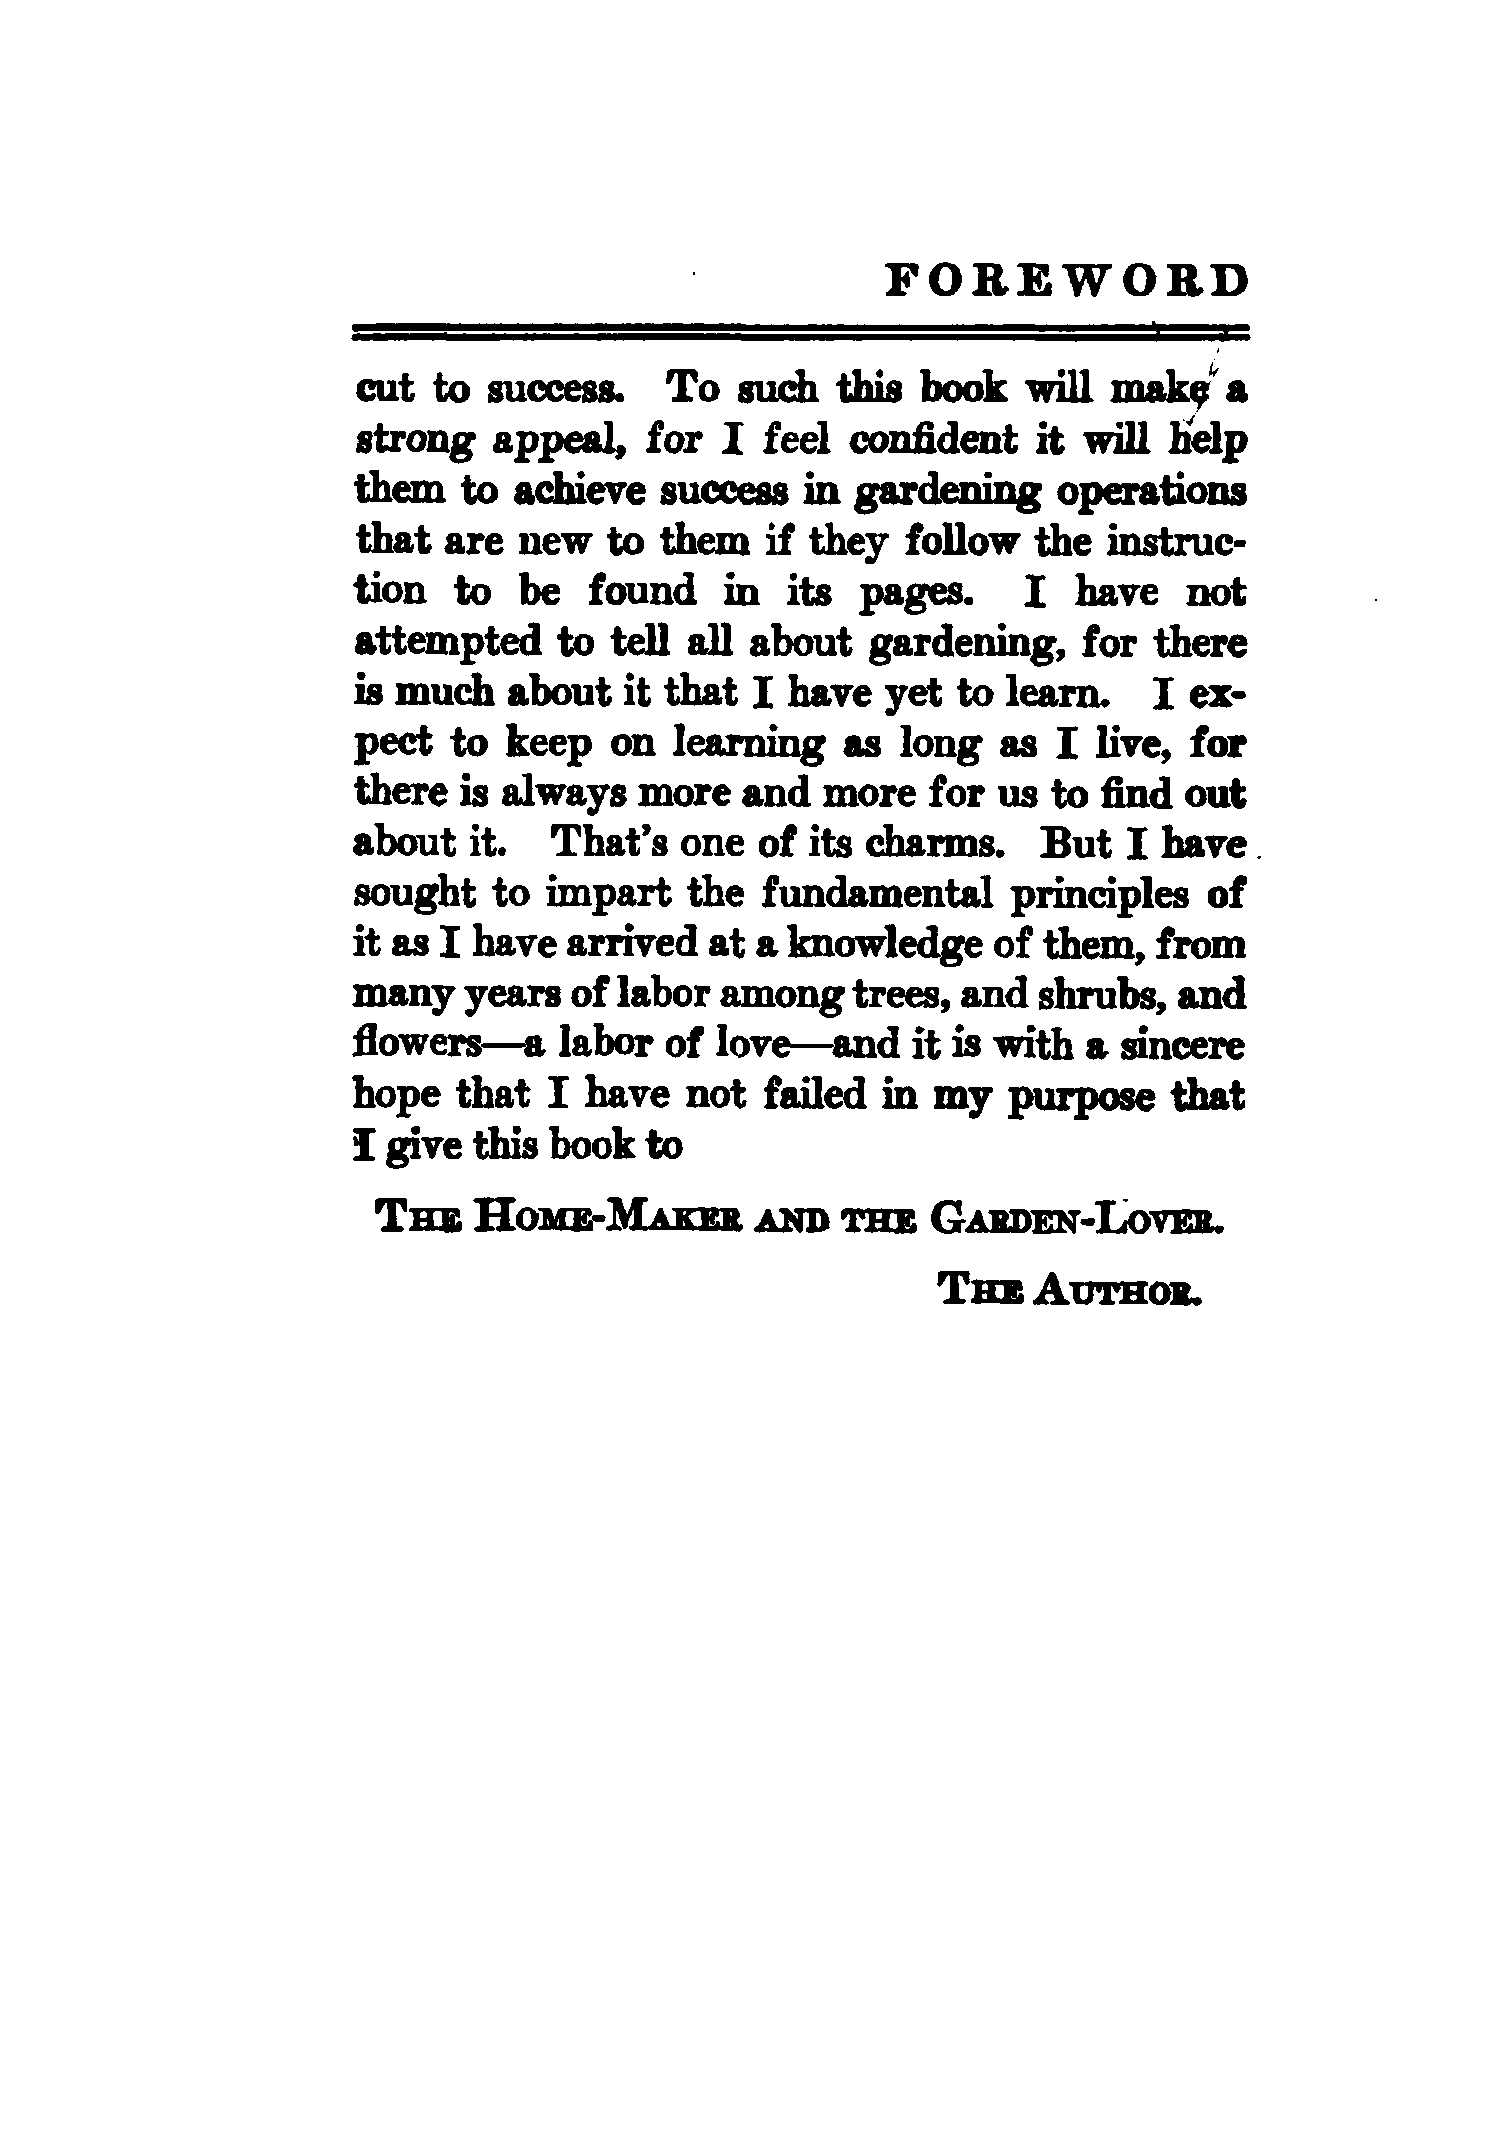 FOREWORD
cut to success. To such this book will make a
strong appeal, for I feel confident it will help
them to achieve success in gardening operations
that are new to them if they follow the instruc-
tion to be found in its pages. I have not
attempted to tell all about gardening, for there
is much about it that I have yet to learn. I ex-
pect to keep on learning as long as I live, for
there is always more and more for us to find out
about it. That's one of its charms. But I have
sought to impart the fundamental principles of
it as I have arrived at a knowledge of them, from
many years of labor among trees, and shrubs, and
flowers—a labor of love—and it is with a sincere
hope that I have not failed in my purpose that
I give this book to
THE HOME-MAKER AND THE GARDEN-LOVER.
THE AUTHOR.